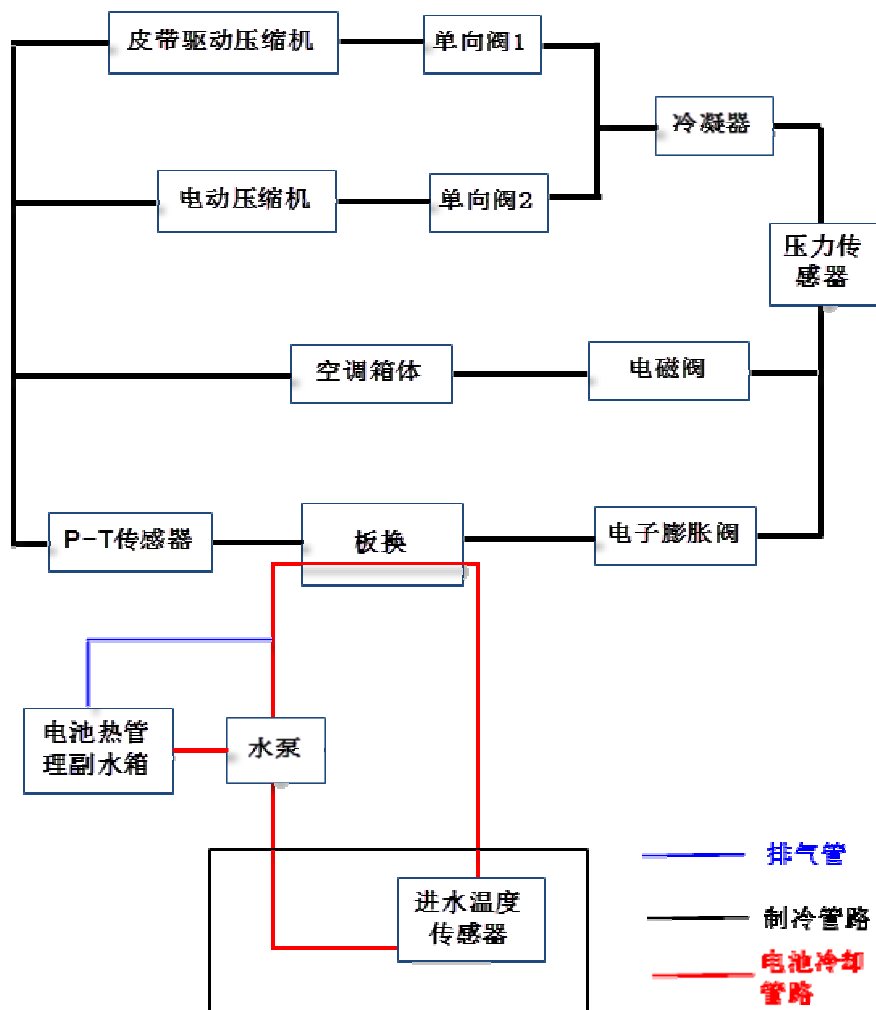 皮带驱动压缩机
单向阀1
冷凝器
电动压缩机
单向阀2
压力传
感器
空调箱体
电磁阀
P-T传感器
板换
电子膨胀阀
电池热管
理副水箱
水泵
排气管
进水温度
传感器
制冷管路
电池冷却
管路